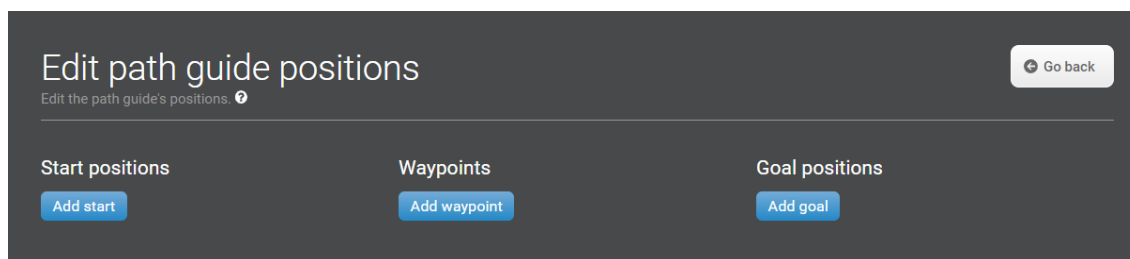 Edit path guide positions
Go back
Edit the path guide's positions. ?
Start positions
Waypoints
Goal positions
Add start
Add waypoint
Add goal